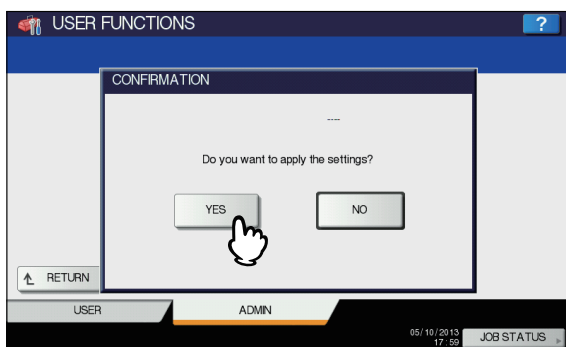 USER FUNCTIONS
?
CONFIRMATION
----
Do you want to apply the settings?
YES
NO
RETURN
USER
ADMIN
05/10/2013
17:59
JOB STATUS